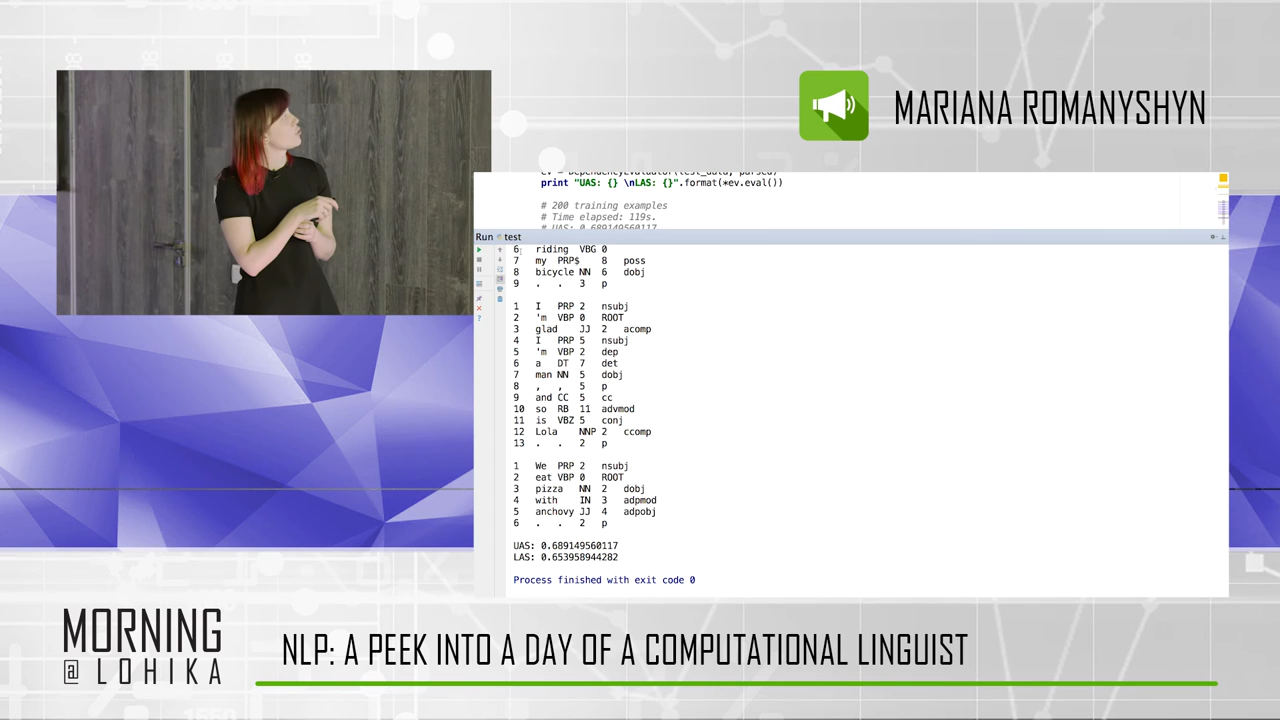 MARIANA ROMANYSHYN
print "UAS: {} \nLAS: {}".format(*ev.eval())
# 200 training examples
# Time elapsed: 119s.
# UAS: 0.689149560117
Run test
6 riding VBG 0
7 my PRP$ 8 poss
8 bicycle NN 6 dobj
9 . . 3 p
1 I PRP 2 nsubj
2 'm VBP 0 ROOT
3 glad JJ 2 acomp
4 I PRP 5 nsubj
5 'm VBP 2 dep
6 a DT 7 det
7 man NN 5 dobj
8 , , 5 p
9 and CC 5 cc
10 so RB 11 advmod
11 is VBZ 5 conj
12 Lola NNP 2 ccomp
13 . . 2 p
1 We PRP 2 nsubj
2 eat VBP 0 ROOT
3 pizza NN 2 dobj
4 with IN 3 adpmod
5 anchovy JJ 4 adpobj
6 . . 2 p
UAS: 0.689149560117
LAS: 0.653958944282
Process finished with exit code 0
MORNING
@ LOHIKA
NLP: A PEEK INTO A DAY OF A COMPUTATIONAL LINGUIST